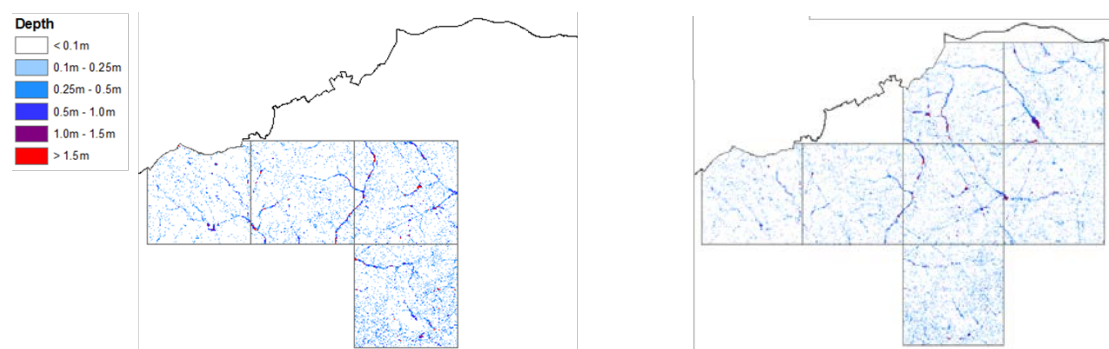 Depth
< 0.1m
0.1m - 0.25m
0.25m - 0.5m
0.5m - 1.0m
1.0m - 1.5m
> 1.5m